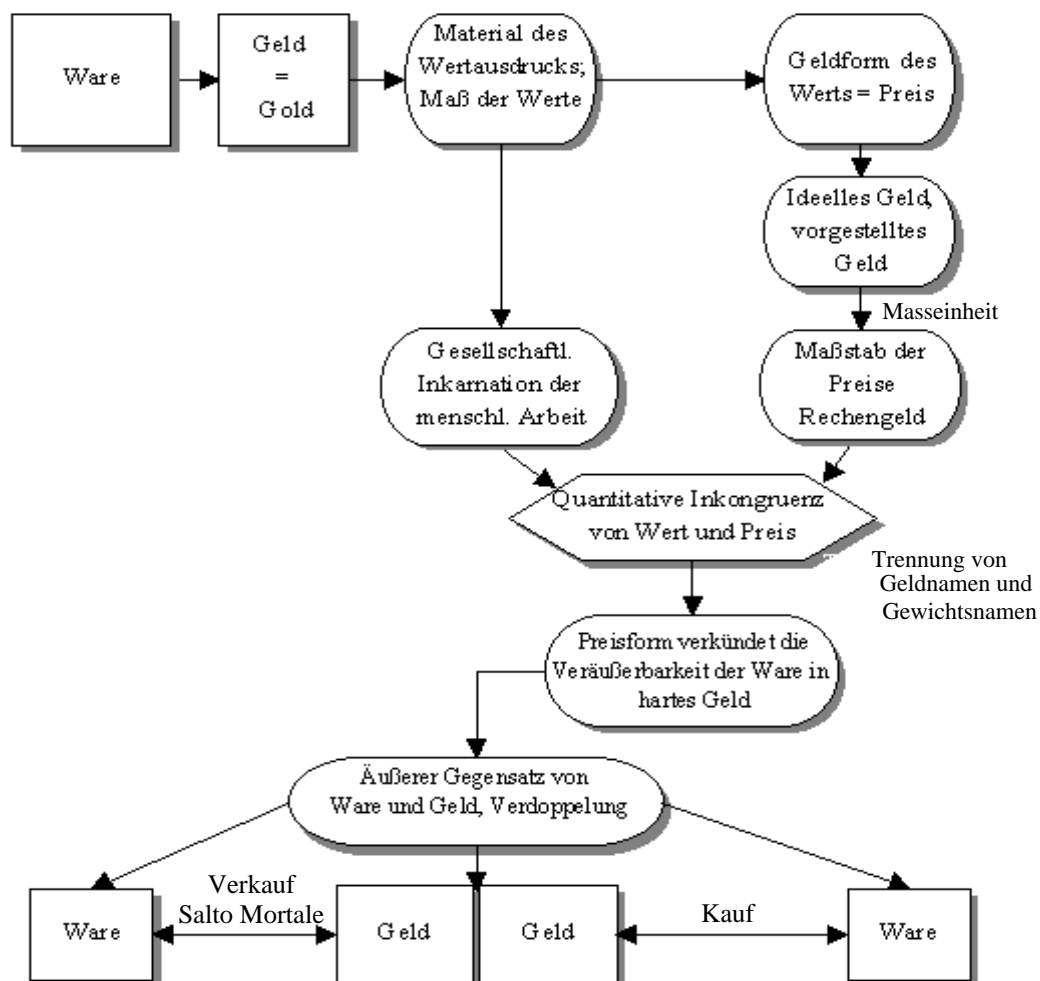 Ware
Geld
=
Gold
Material des
Wertausdrucks;
Maß der Werte
Geldform des
Werts = Preis
Ideelles Geld,
vorgestelltes
Geld
Masseinheit
Gesellschaftl.
Inkarnation der
menschl. Arbeit
Maßstab der
Preise
Rechengeld
Quantitative Inkongruenz
von Wert und Preis
Trennung von
Geldnamen und
Gewichtsnamen
Preisform verkündet die
Veräußerbarkeit der Ware in
hartes Geld
Äußerer Gegensatz von
Ware und Geld, Verdoppelung
Ware
Verkauf
Salto Mortale
Geld
Geld
Kauf
Ware